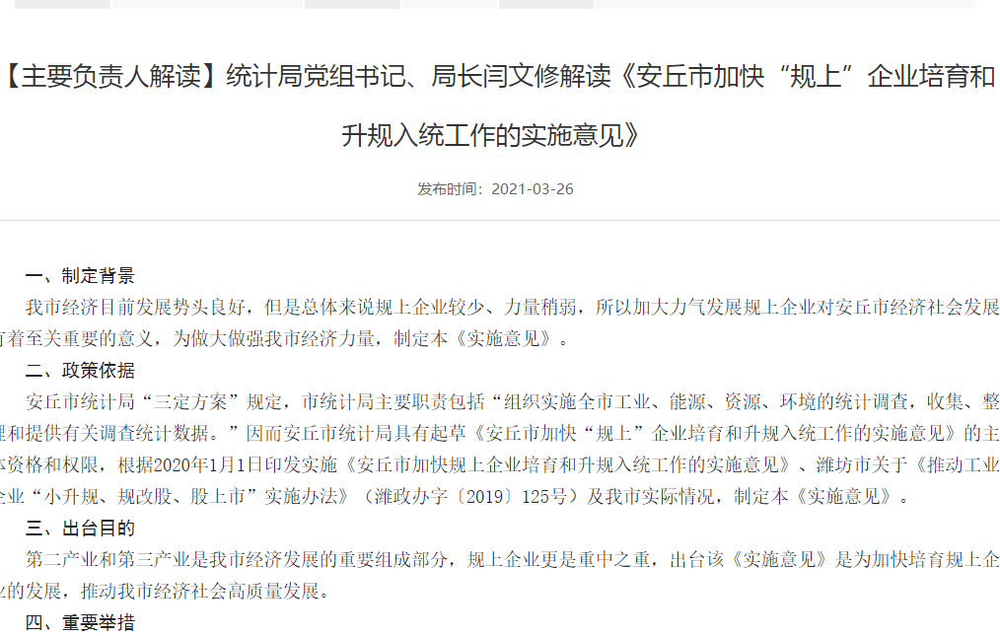 【主要负责人解读】统计局党组书记、局长闫文修解读《安丘市加快“规上”企业培育和
升规入统工作的实施意见》
发布时间：2021-03-26
一、制定背景
我市经济目前发展势头良好，但是总体来说规上企业较少、力量稍弱，所以加大力气发展规上企业对安丘市经济社会发展
有着至关重要的意义，为做大做强我市经济力量，制定本《实施意见》。
二、政策依据
安丘市统计局“三定方案”规定，市统计局主要职责包括“组织实施全市工业、能源、资源、环境的统计调查，收集、整
理和提供有关调查统计数据。”因而安丘市统计局具有起草《安丘市加快“规上”企业培育和升规入统工作的实施意见》的主
体资格和权限，根据2020年1月1日印发实施《安丘市加快规上企业培育和升规入统工作的实施意见》、潍坊市关于《推动工业
企业“小升规、规改股、股上市”实施办法》（潍政办字〔2019〕125号）及我市实际情况，制定本《实施意见》。
三、出台目的
第二产业和第三产业是我市经济发展的重要组成部分，规上企业更是重中之重，出台该《实施意见》是为加快培育规上企
业的发展，推动我市经济社会高质量发展。
四、重要举措